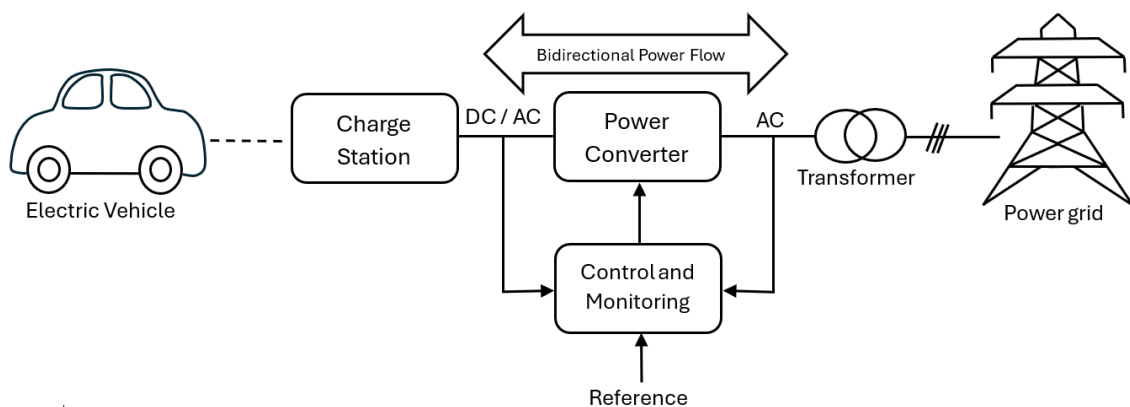 Bidirectional Power Flow
DC / AC
AC
Charge
Station
Power
Converter
Transformer
Electric Vehicle
Power grid
Control and
Monitoring
Reference